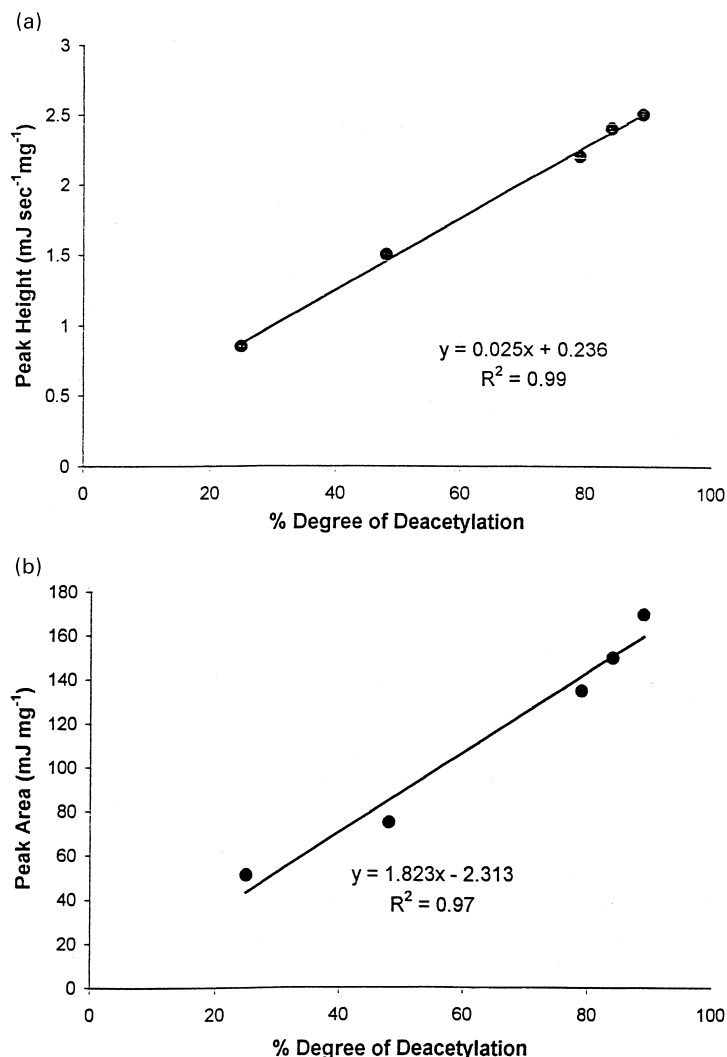 (a)
3
2.5
2
1.5
1
0.5
0
Peak Height (mJ sec⁻¹mg⁻¹)
y = 0.025x + 0.236
R² = 0.99
0 20 40 60 80 100
% Degree of Deacetylation
(b)
180
160
140
120
100
80
60
40
20
0
Peak Area (mJ mg⁻¹)
y = 1.823x - 2.313
R² = 0.97
0 20 40 60 80 100
% Degree of Deacetylation